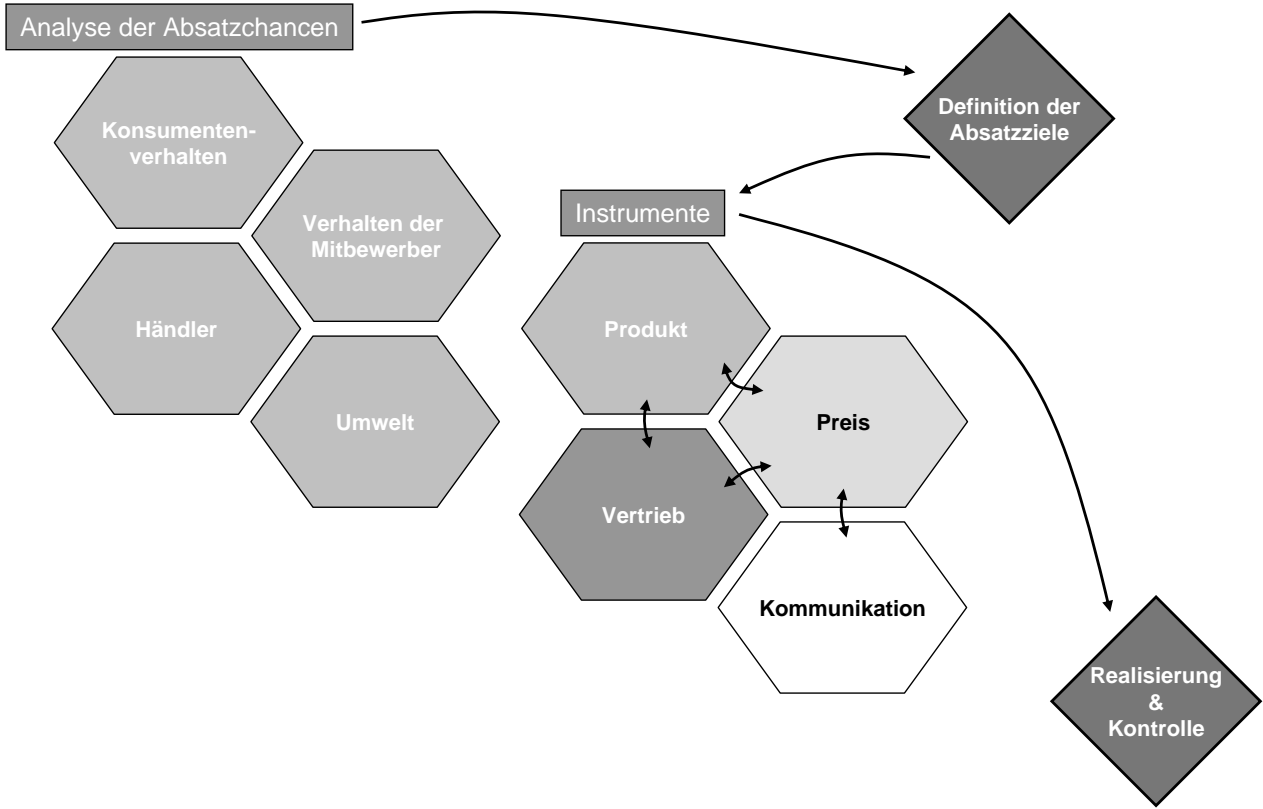 Analyse der Absatzchancen
Konsumenten-
verhalten
Verhalten der
Mitbewerber
Händler
Umwelt
Definition der
Absatzziele
Instrumente
Produkt
Preis
Vertrieb
Kommunikation
Realisierung
&
Kontrolle